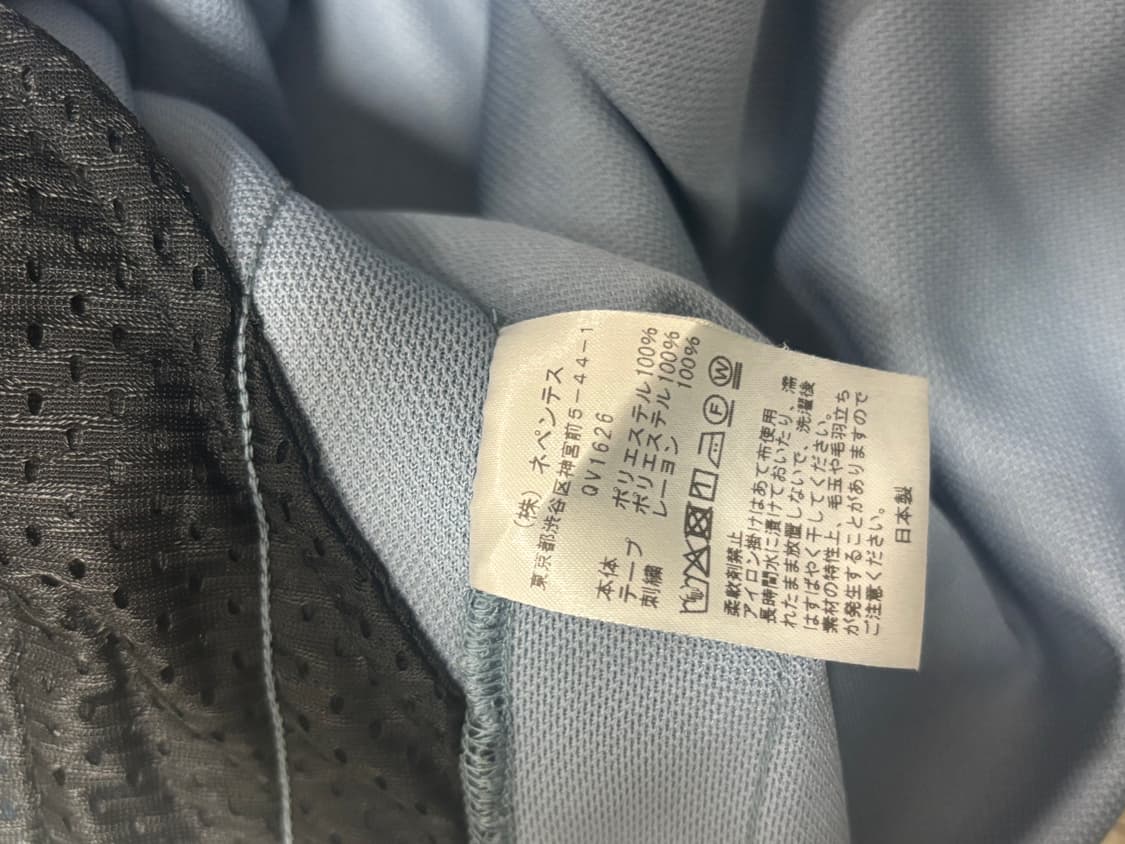 (株) ネペンテス
東京都渋谷区神宮前5-44-1
QV1626
本体 ポリエステル100%
テープ ポリエステル100%
刺繍 レーヨン 100%
F W
柔軟剤禁止
アイロン掛けはあて布使用
長時間水に漬けておいたり、濡
れたまま放置しないで、洗濯後
はすばやく干してください。
素材の特性上、毛玉や毛羽立ち
が発生することがありますので
ご注意ください。
日本製